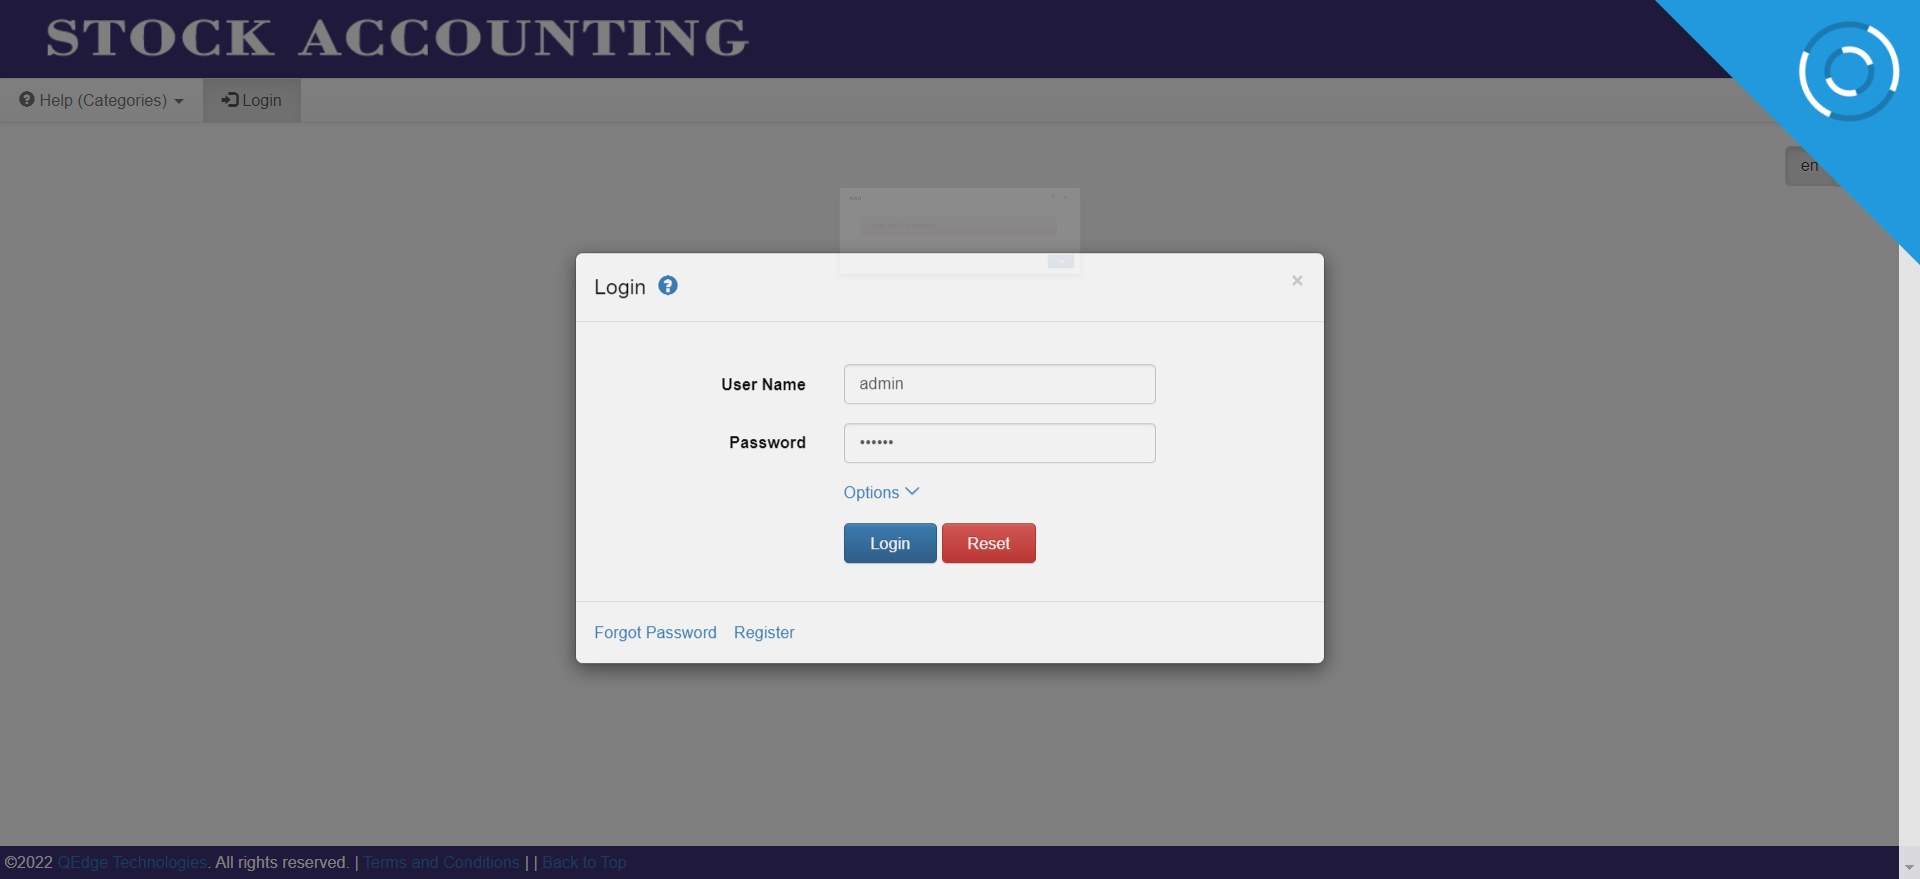 STOCK ACCOUNTING
Help (Categories)
Login
en
Login
×
User Name
admin
Password
••••••
Options
Login
Reset
Forgot Password
Register
©2022 QEdge Technologies. All rights reserved. | Terms and Conditions | | Back to Top